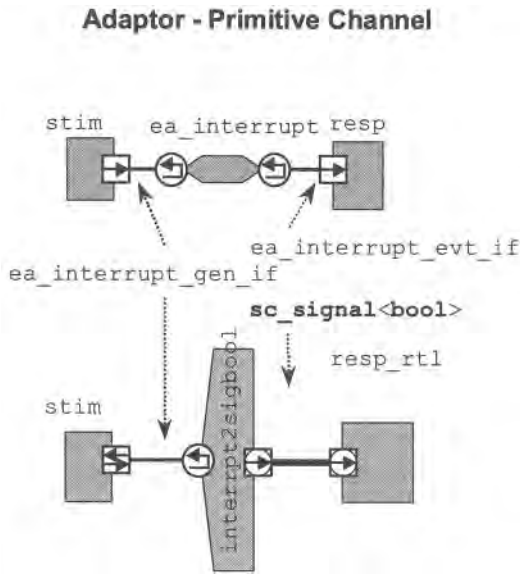 Adaptor - Primitive Channel
stim ea_interrupt resp
ea_interrupt_evt_if
ea_interrupt_gen_if
sc_signal<bool>
resp_rtl
interrpt2sigbool
stim